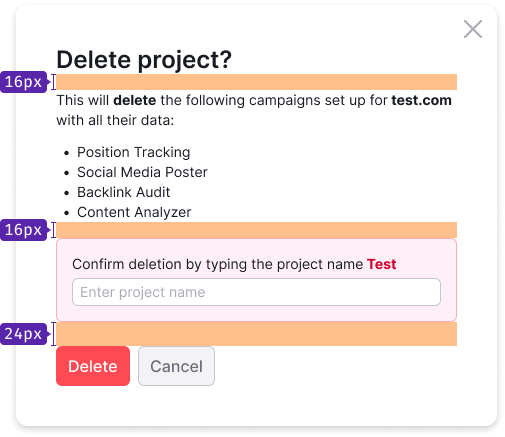 Delete project?
16px
This will delete the following campaigns set up for test.com
with all their data:
• Position Tracking
• Social Media Poster
• Backlink Audit
• Content Analyzer
16px
Confirm deletion by typing the project name Test
Enter project name
24px
Delete
Cancel